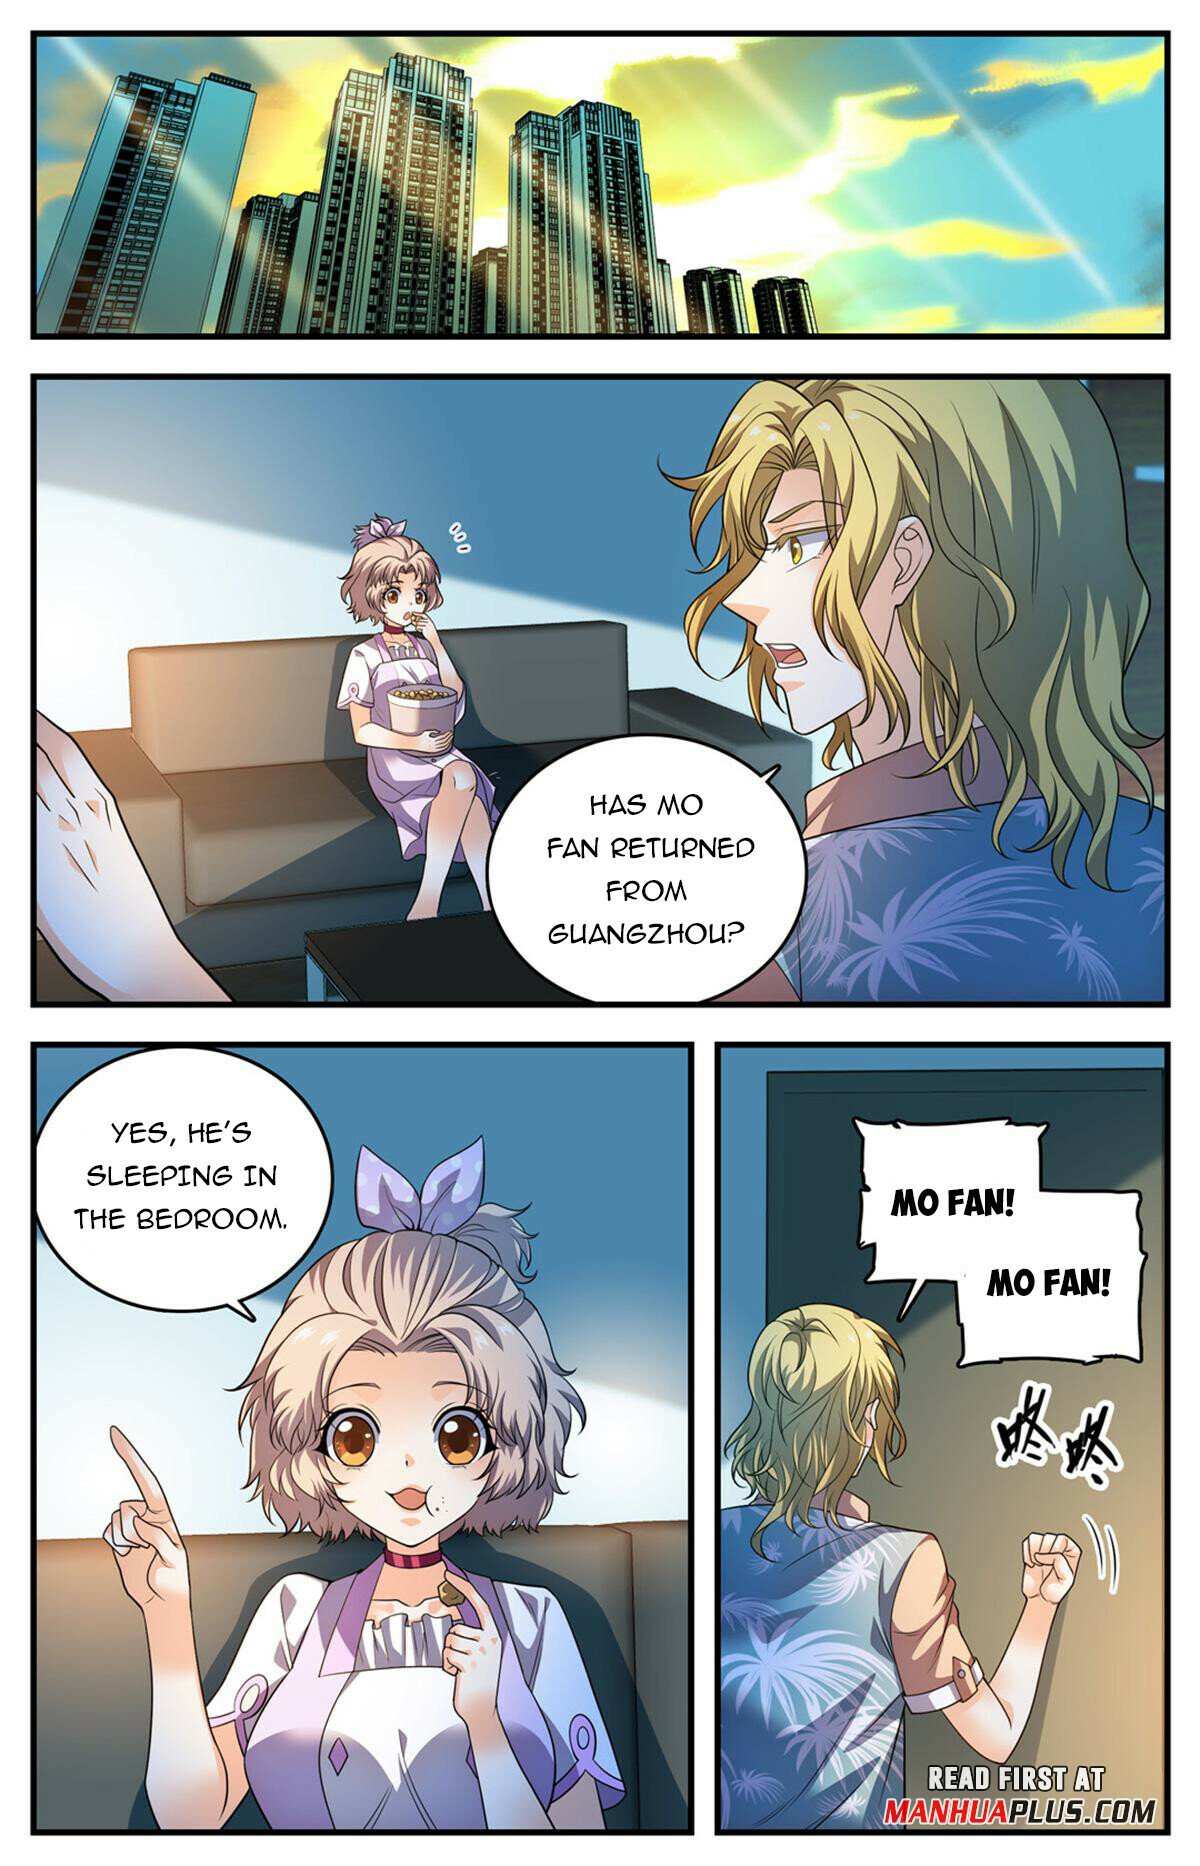 HAS MO
FAN RETURNED
FROM
GUANGZHOU?
YES, HE'S
SLEEPING IN
THE BEDROOM.
MO FAN!
MO FAN!
咚咚
READ FIRST AT
MANHUAPLUS.COM